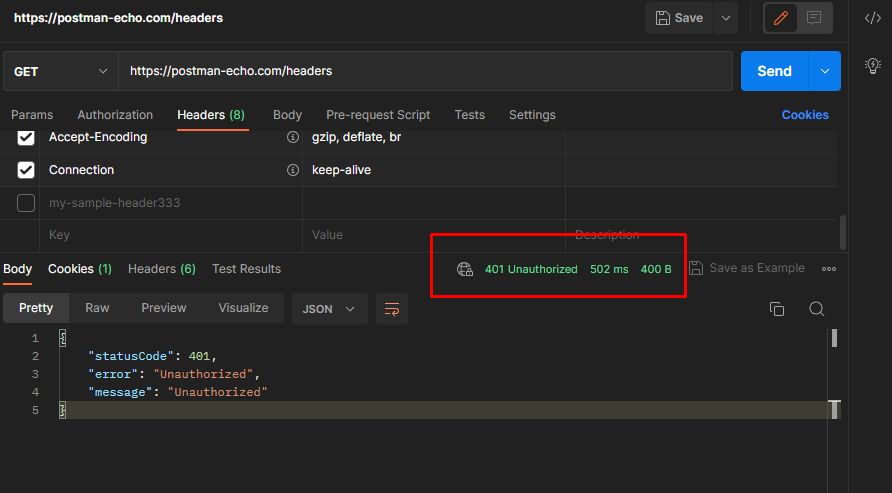 https://postman-echo.com/headers
Save
GET https://postman-echo.com/headers Send
Params Authorization Headers (8) Body Pre-request Script Tests Settings Cookies
Accept-Encoding gzip, deflate, br
Connection keep-alive
my-sample-header333
Key Value Description
Body Cookies (1) Headers (6) Test Results 401 Unauthorized 502 ms 400 B Save as Example
Pretty Raw Preview Visualize JSON
1 {
2 "statusCode": 401,
3 "error": "Unauthorized",
4 "message": "Unauthorized"
5 }